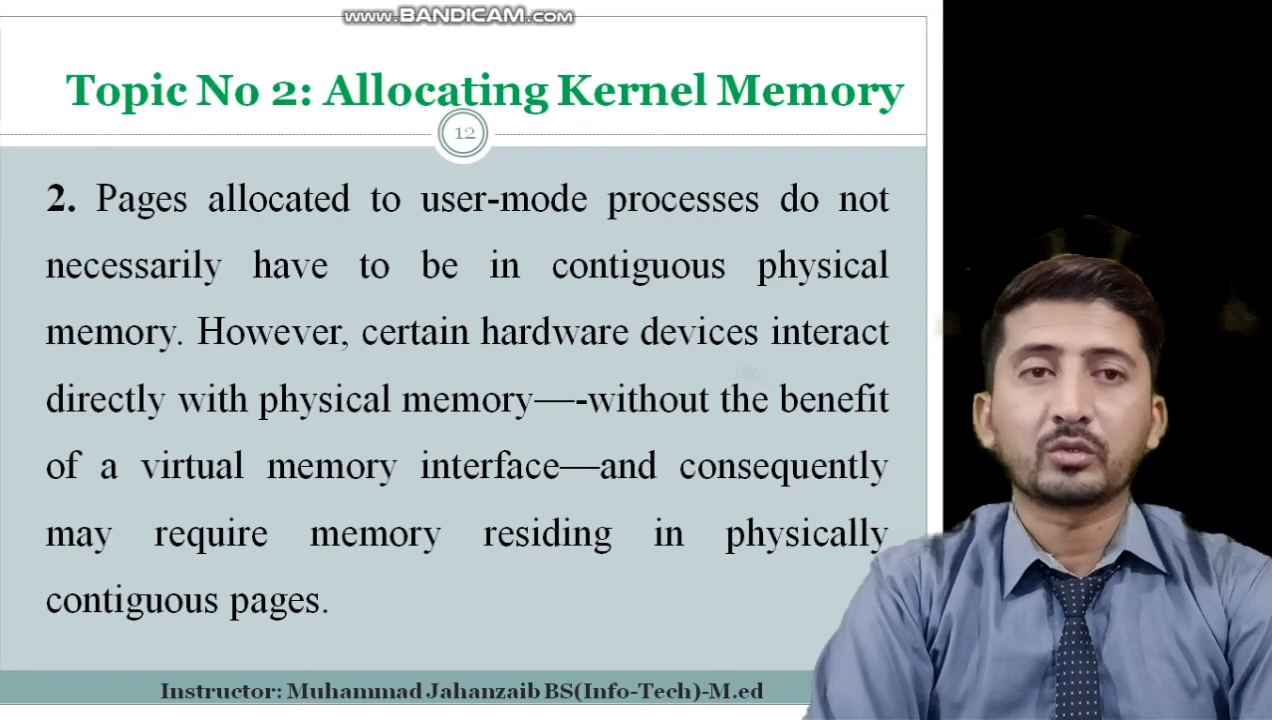 www.BANDICAM.com
Topic No 2: Allocating Kernel Memory
12
2. Pages allocated to user-mode processes do not
necessarily have to be in contiguous physical
memory. However, certain hardware devices interact
directly with physical memory—-without the benefit
of a virtual memory interface—and consequently
may require memory residing in physically
contiguous pages.
Instructor: Muhammad Jahanzaib BS(Info-Tech)-M.ed